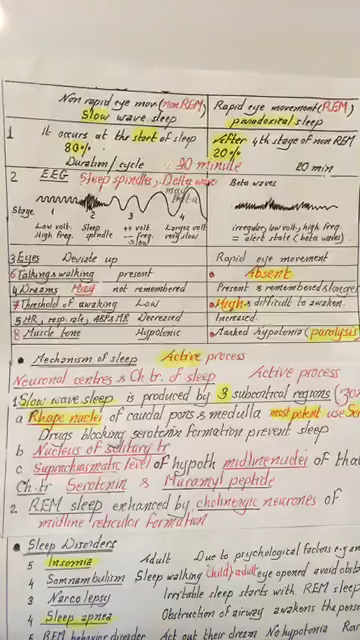 Non rapid eye mov. (non REM)
Slow wave sleep
Rapid eye movement (REM)
paradoxical sleep
1 It occurs at the start of sleep
80%
After 4th stage of non REM
20%
Duration/cycle 90 minute
20 min
2 EEG Sleep spindles, Delta wave
Beta waves
Stage 1 2 3 4
Low volt. High freq.
Sleep spindle
++ volt. freq. slow
Largest volt very slow
irregular, low volt, high freq.
= alert state (beta waves)
3 Eyes Deviate up
Rapid eye movement
6 Talking & walking present
Absent
4 Dreams May not remembered
Present & remembered & longer
7 Threshold of awaking Low
High & difficult to awaken.
5 HR, resp. rate, ABP & MR Decreased
Increased
8 Muscle tone Hypotonic
Marked hypotonia (paralysis
Mechanism of sleep Active process
Neuronal centres & Ch. tr. of sleep Active process
1 Slow wave sleep is produced by 3 subcortical regions
a Rhape nuclei of caudal pons & medulla most potent use
Drugs blocking serotonin formation prevent sleep
b Nucleus of solitary tr
c Suprachiasmatic level of hypoth midline nuclei of
Ch. tr Serotonin & Muramyl peptide
2 REM sleep enhanced by cholinergic neurones of
midline reticular formation
Sleep Disorders
5 Insomia Adult Due to psychological factors
4 Somnambulism Sleep walking child, adult eye opened avoid
3 Narcolepsy Irritable sleep starts with REM sleep
4 Sleep apnea Obstruction of airway awakens the
5 REM behavior disorder Act out their dream No hypotonia